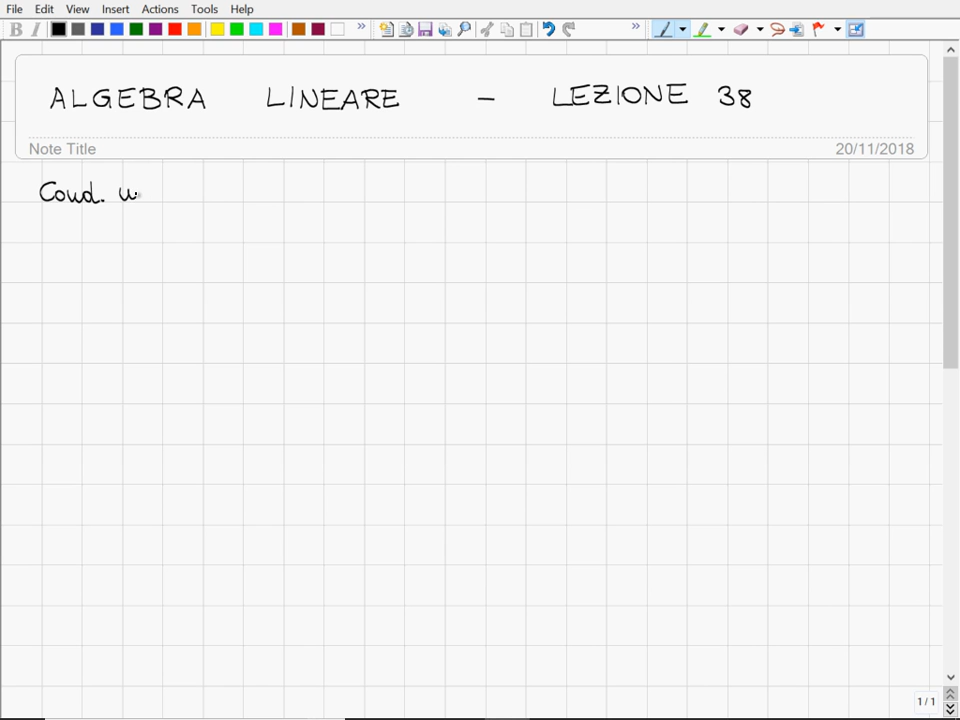 File Edit View Insert Actions Tools Help
B I
ALGEBRA LINEARE - LEZIONE 38
Note Title 20/11/2018
Cond.
1/1